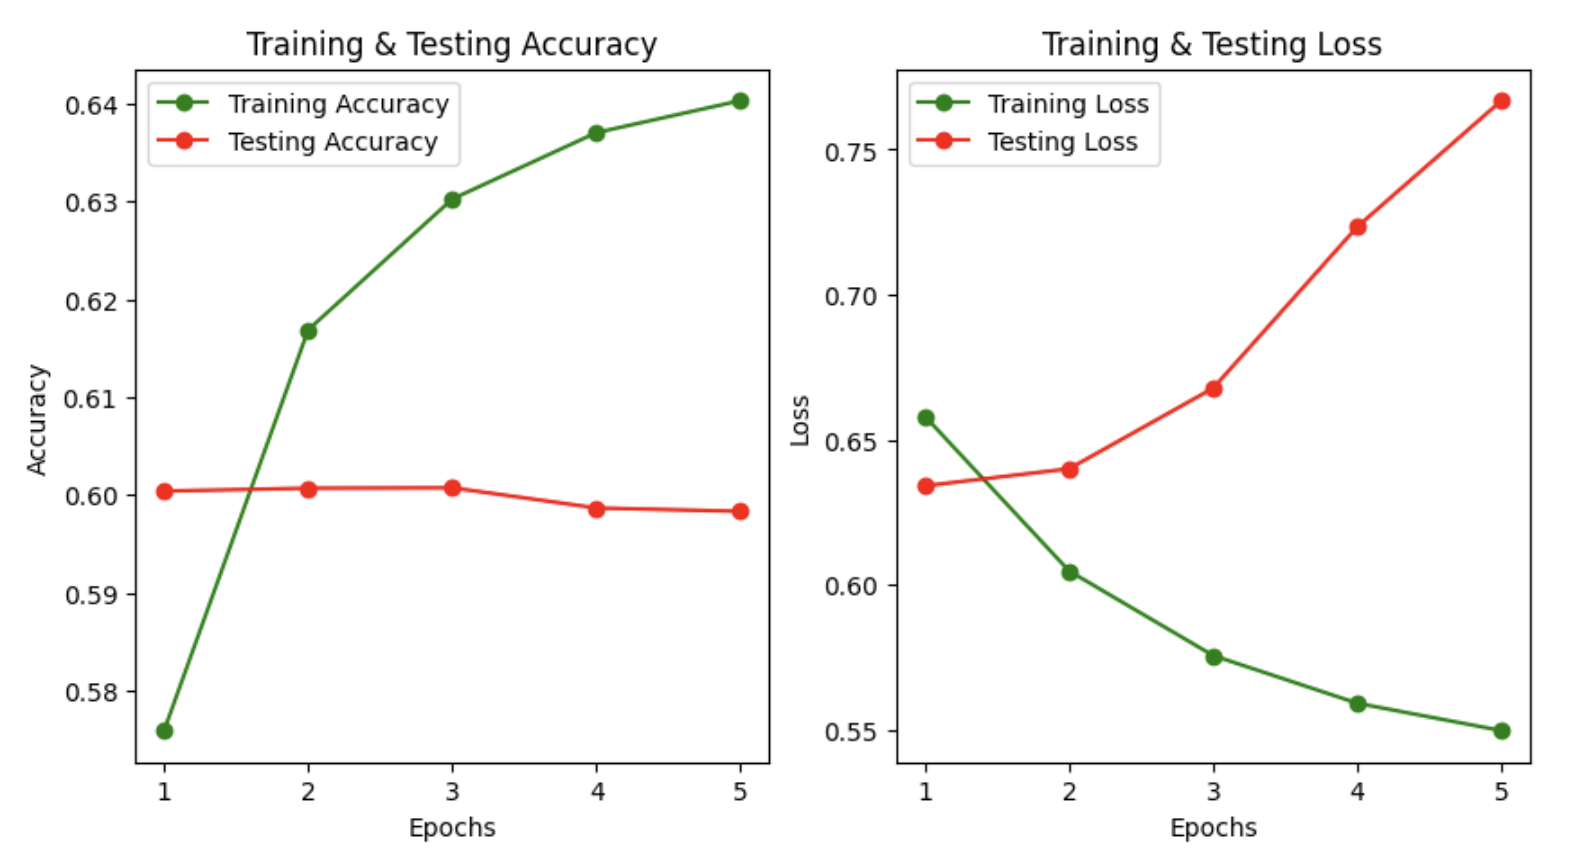 Training & Testing Accuracy
Training Accuracy
Testing Accuracy
0.64
0.63
0.62
0.61
0.60
0.59
0.58
Accuracy
1 2 3 4 5
Epochs
Training & Testing Loss
Training Loss
Testing Loss
0.75
0.70
0.65
0.60
0.55
Loss
1 2 3 4 5
Epochs